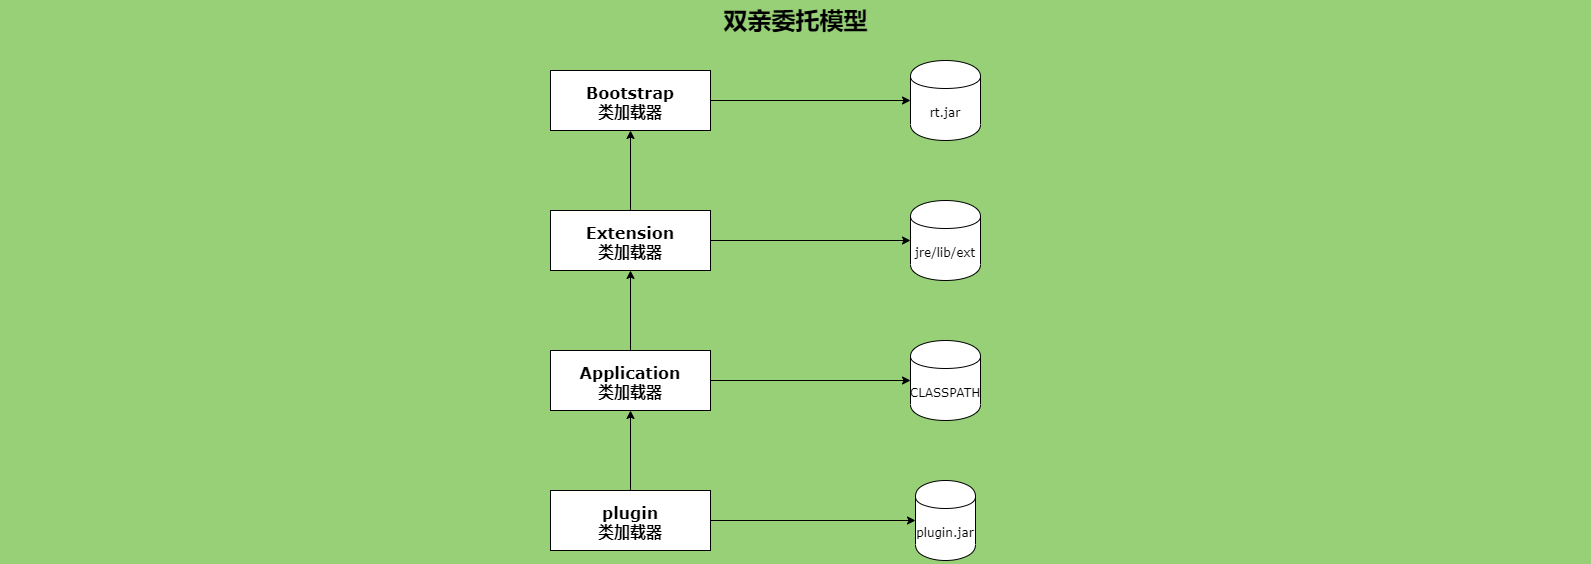 双亲委托模型
Bootstrap
类加载器
rt.jar
Extension
类加载器
jre/lib/ext
Application
类加载器
CLASSPATH
plugin
类加载器
plugin.jar